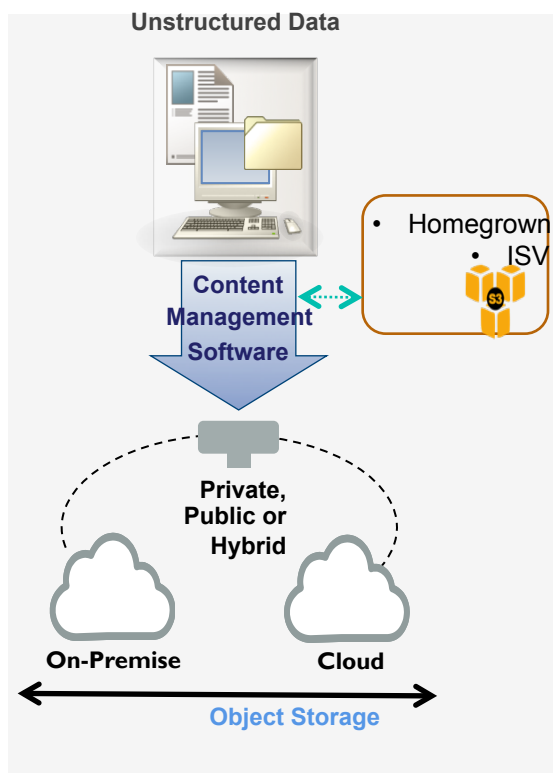 Unstructured Data
• Homegrown
• ISV
S3
Content
Management
Software
Private,
Public or
Hybrid
On-Premise
Cloud
Object Storage